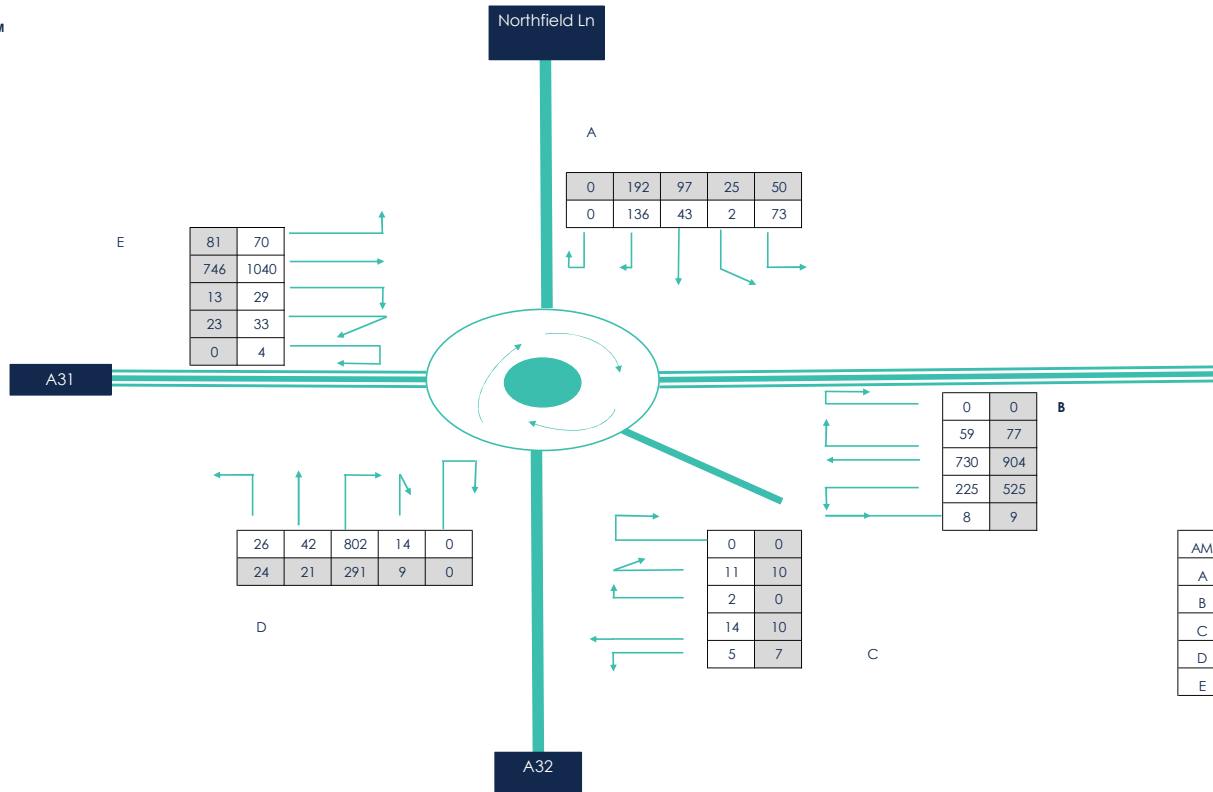 Northfield Ln
M
A
0 192 97 25 50
0 136 43 2 73
E
81 70
746 1040
13 29
23 33
0 4
A31
0 0
59 77
730 904
225 525
8 9
B
26 42 802 14 0
24 21 291 9 0
D
0 0
11 10
2 0
14 10
5 7
C
AM
A
B
C
D
E
A32